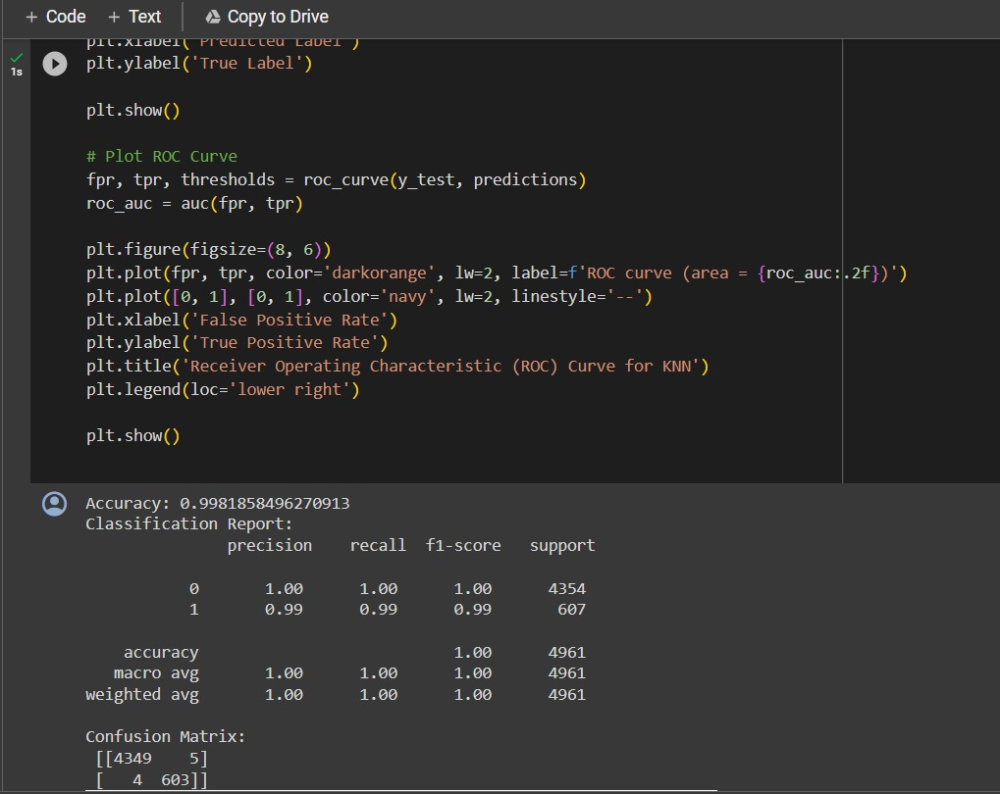 + Code + Text Copy to Drive
plt.xlabel('Predicted Label')
1s
plt.ylabel('True Label')
plt.show()
# Plot ROC Curve
fpr, tpr, thresholds = roc_curve(y_test, predictions)
roc_auc = auc(fpr, tpr)
plt.figure(figsize=(8, 6))
plt.plot(fpr, tpr, color='darkorange', lw=2, label=f'ROC curve (area = {roc_auc:.2f})')
plt.plot([0, 1], [0, 1], color='navy', lw=2, linestyle='--')
plt.xlabel('False Positive Rate')
plt.ylabel('True Positive Rate')
plt.title('Receiver Operating Characteristic (ROC) Curve for KNN')
plt.legend(loc='lower right')
plt.show()
Accuracy: 0.9981858496270913
Classification Report:
precision recall f1-score support
0 1.00 1.00 1.00 4354
1 0.99 0.99 0.99 607
accuracy 1.00 4961
macro avg 1.00 1.00 1.00 4961
weighted avg 1.00 1.00 1.00 4961
Confusion Matrix:
[[4349 5]
[ 4 603]]